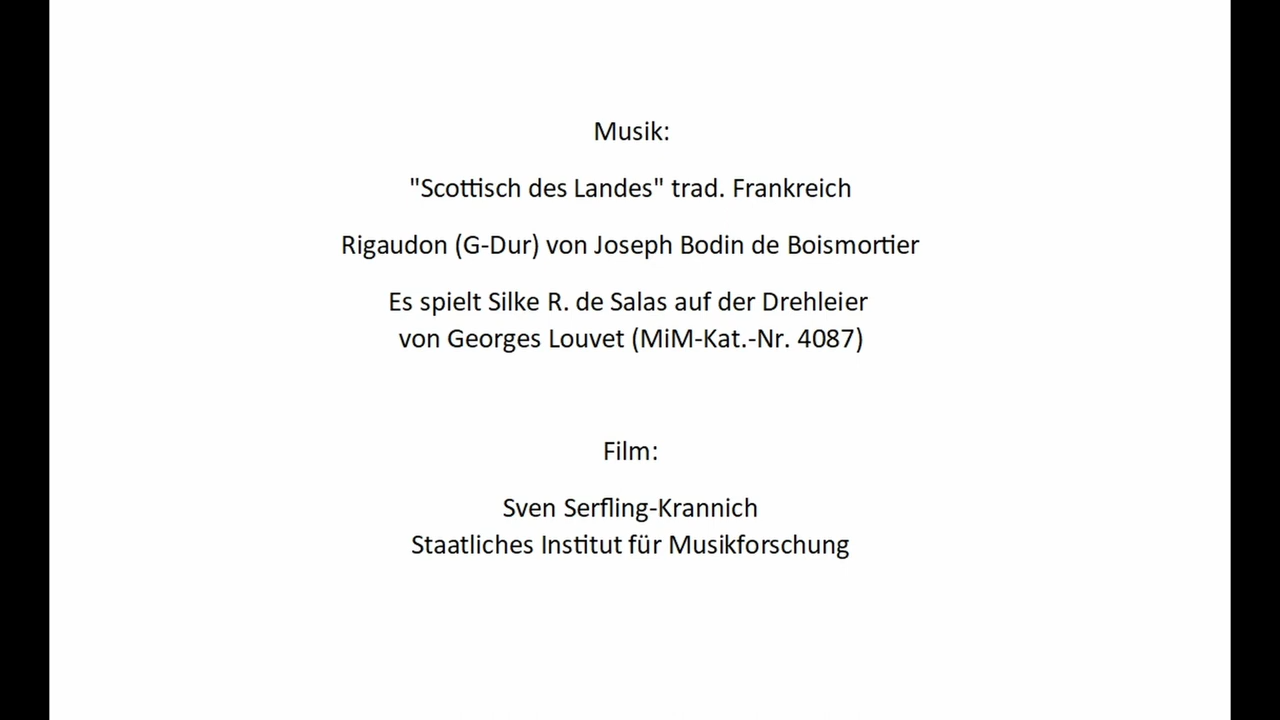 Musik:
"Scottisch des Landes" trad. Frankreich
Rigaudon (G-Dur) von Joseph Bodin de Boismortier
Es spielt Silke R. de Salas auf der Drehleier
von Georges Louvet (MiM-Kat.-Nr. 4087)
Film:
Sven Serfling-Krannich
Staatliches Institut für Musikforschung